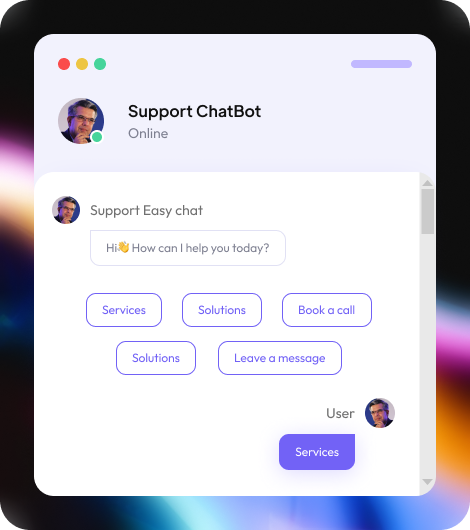 Support ChatBot
Online
Support Easy chat
Hi👋 How can I help you today?
Services
Solutions
Book a call
Solutions
Leave a message
User
Services